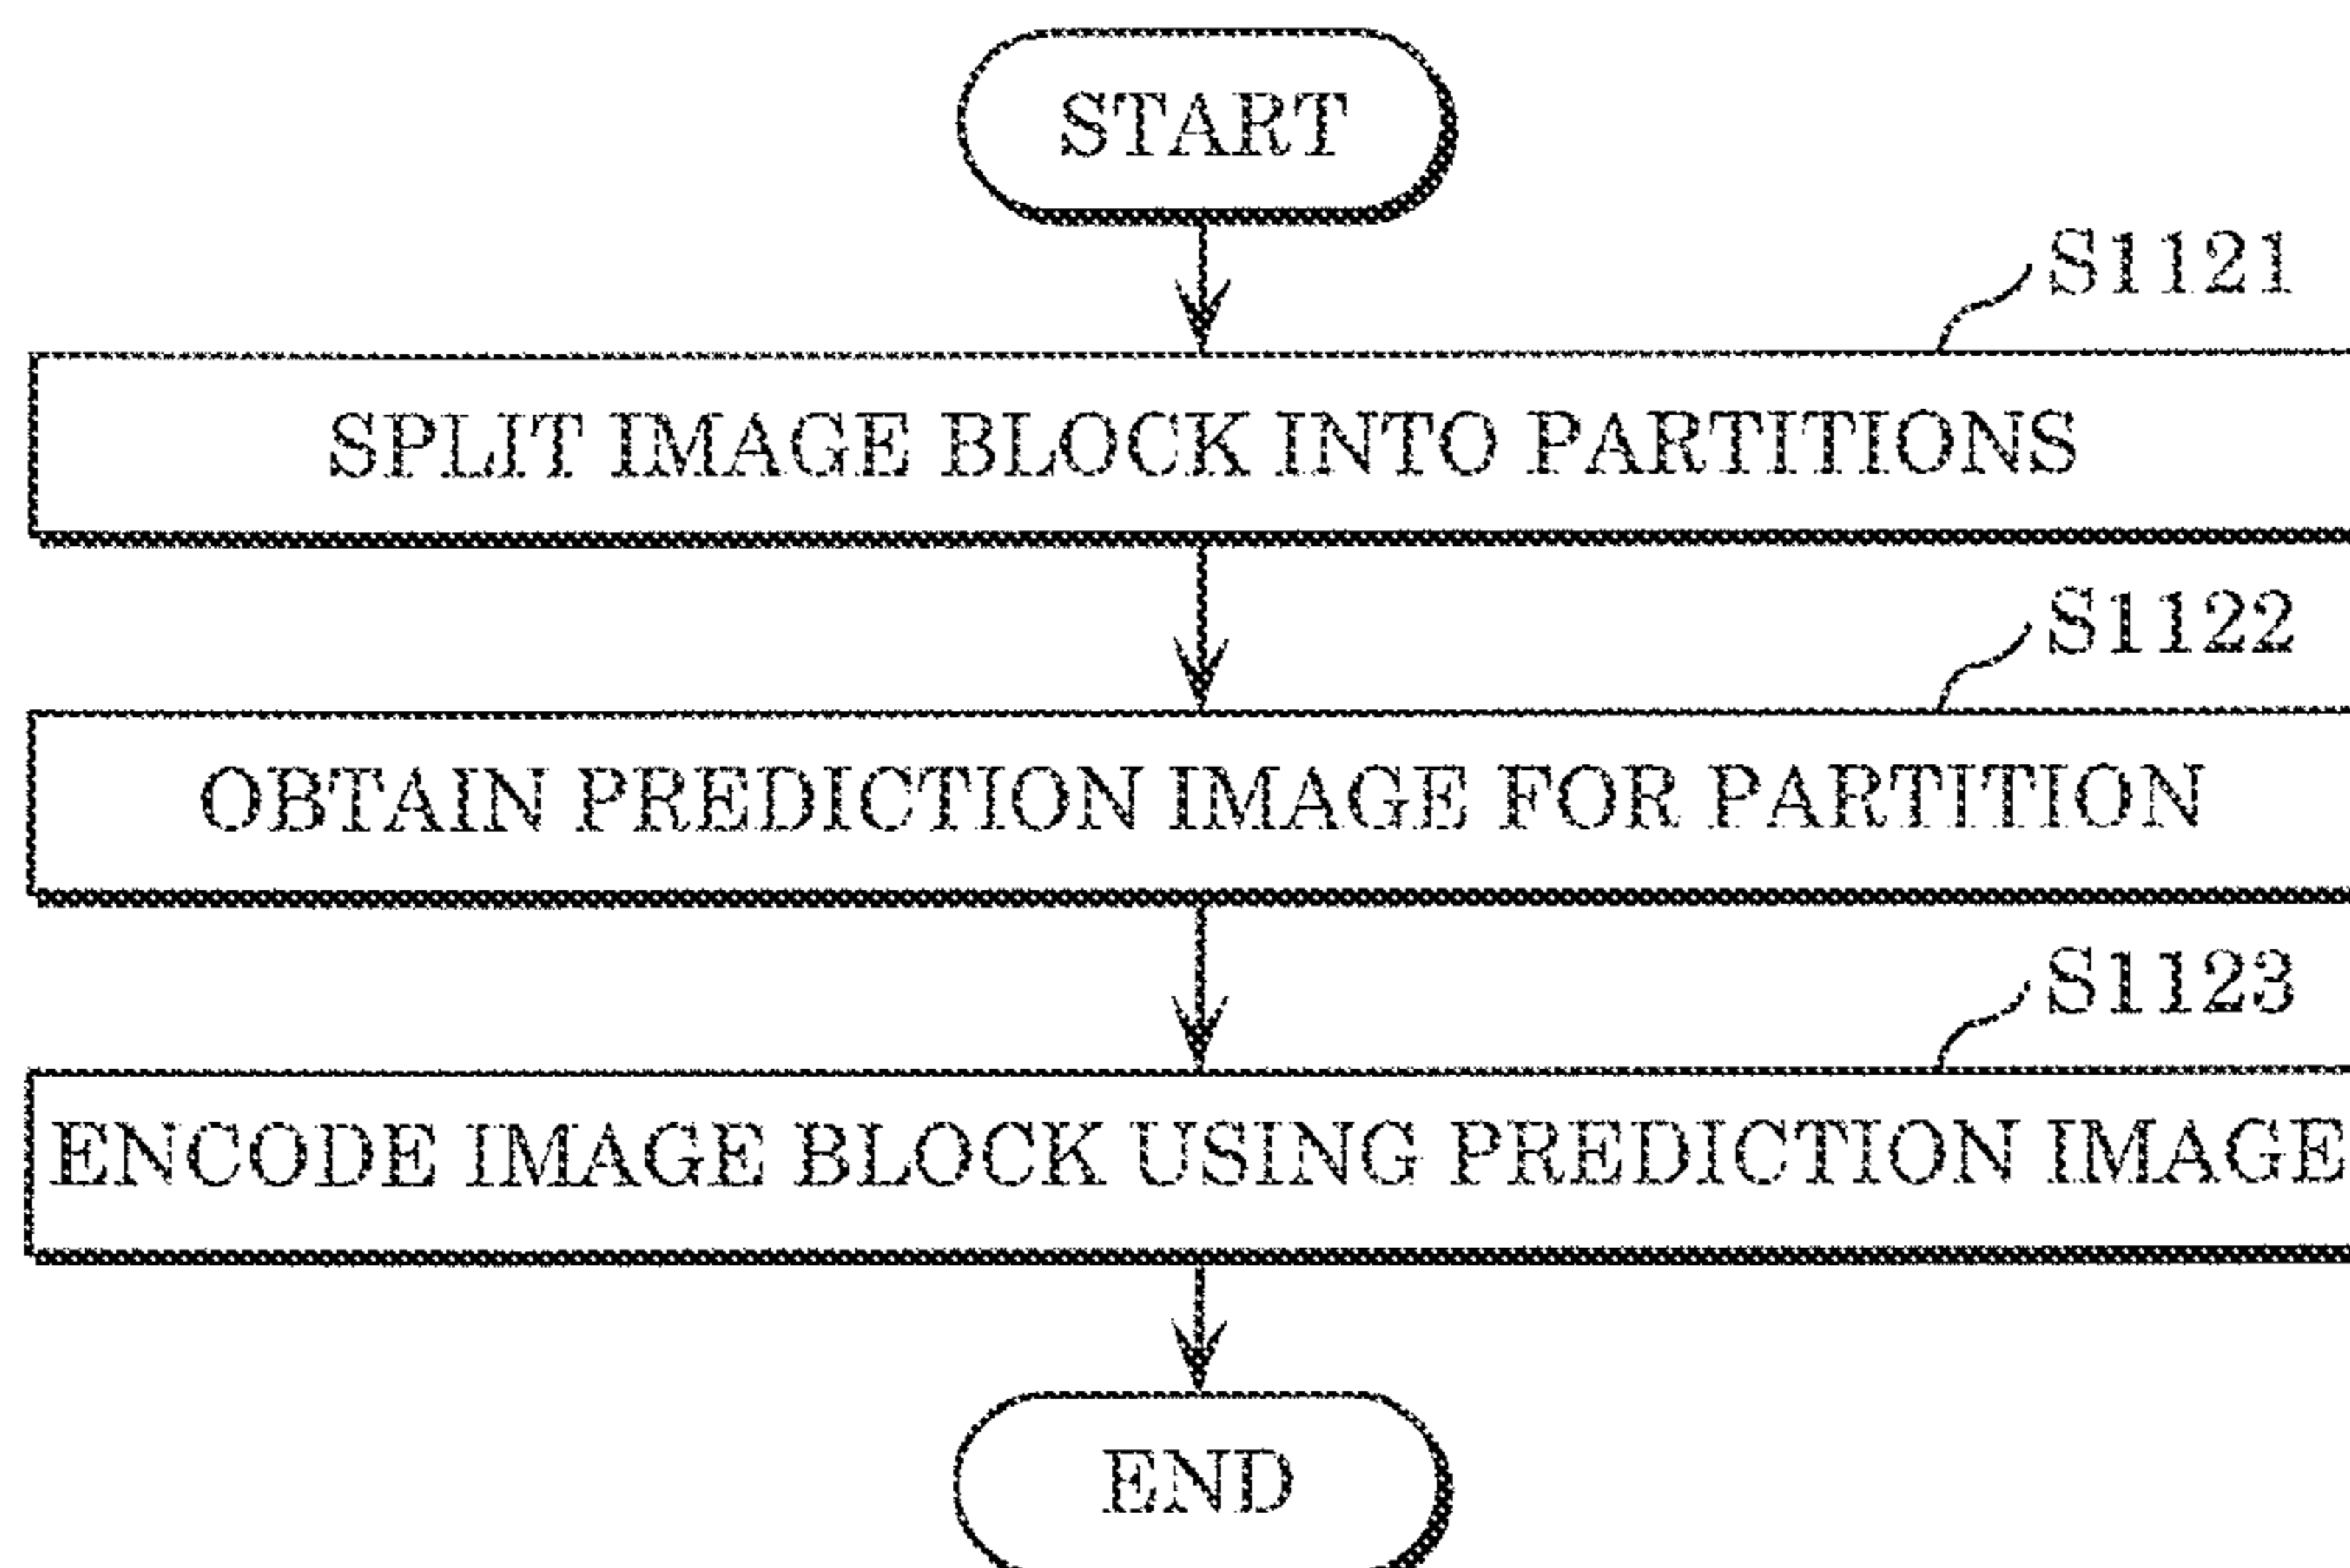 START
S1121
SPLIT IMAGE BLOCK INTO PARTITIONS
S1122
OBTAIN PREDICTION IMAGE FOR PARTITION
S1123
ENCODE IMAGE BLOCK USING PREDICTION IMAGE
END